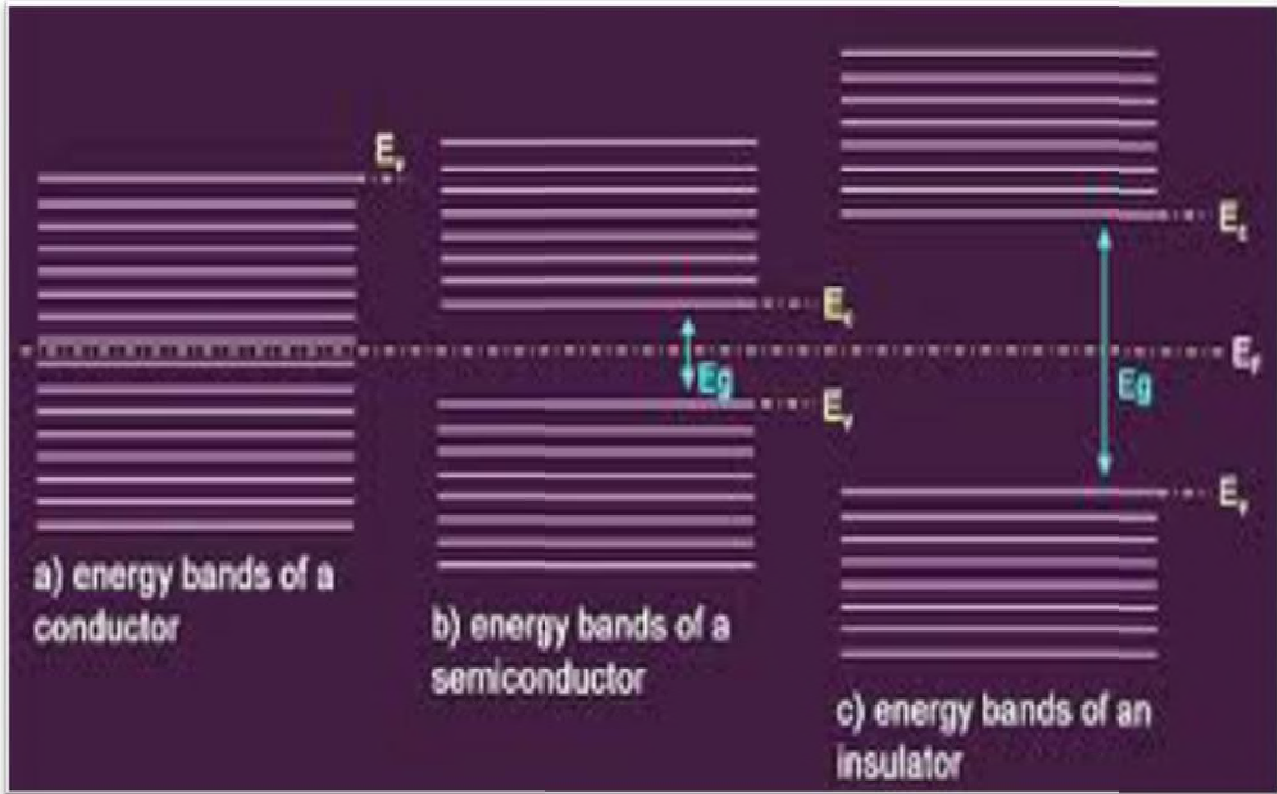 Ev
Ec
Ec
EF
Eg
Eg
Ev
Ev
a) energy bands of a
conductor
b) energy bands of a
semiconductor
c) energy bands of an
insulator